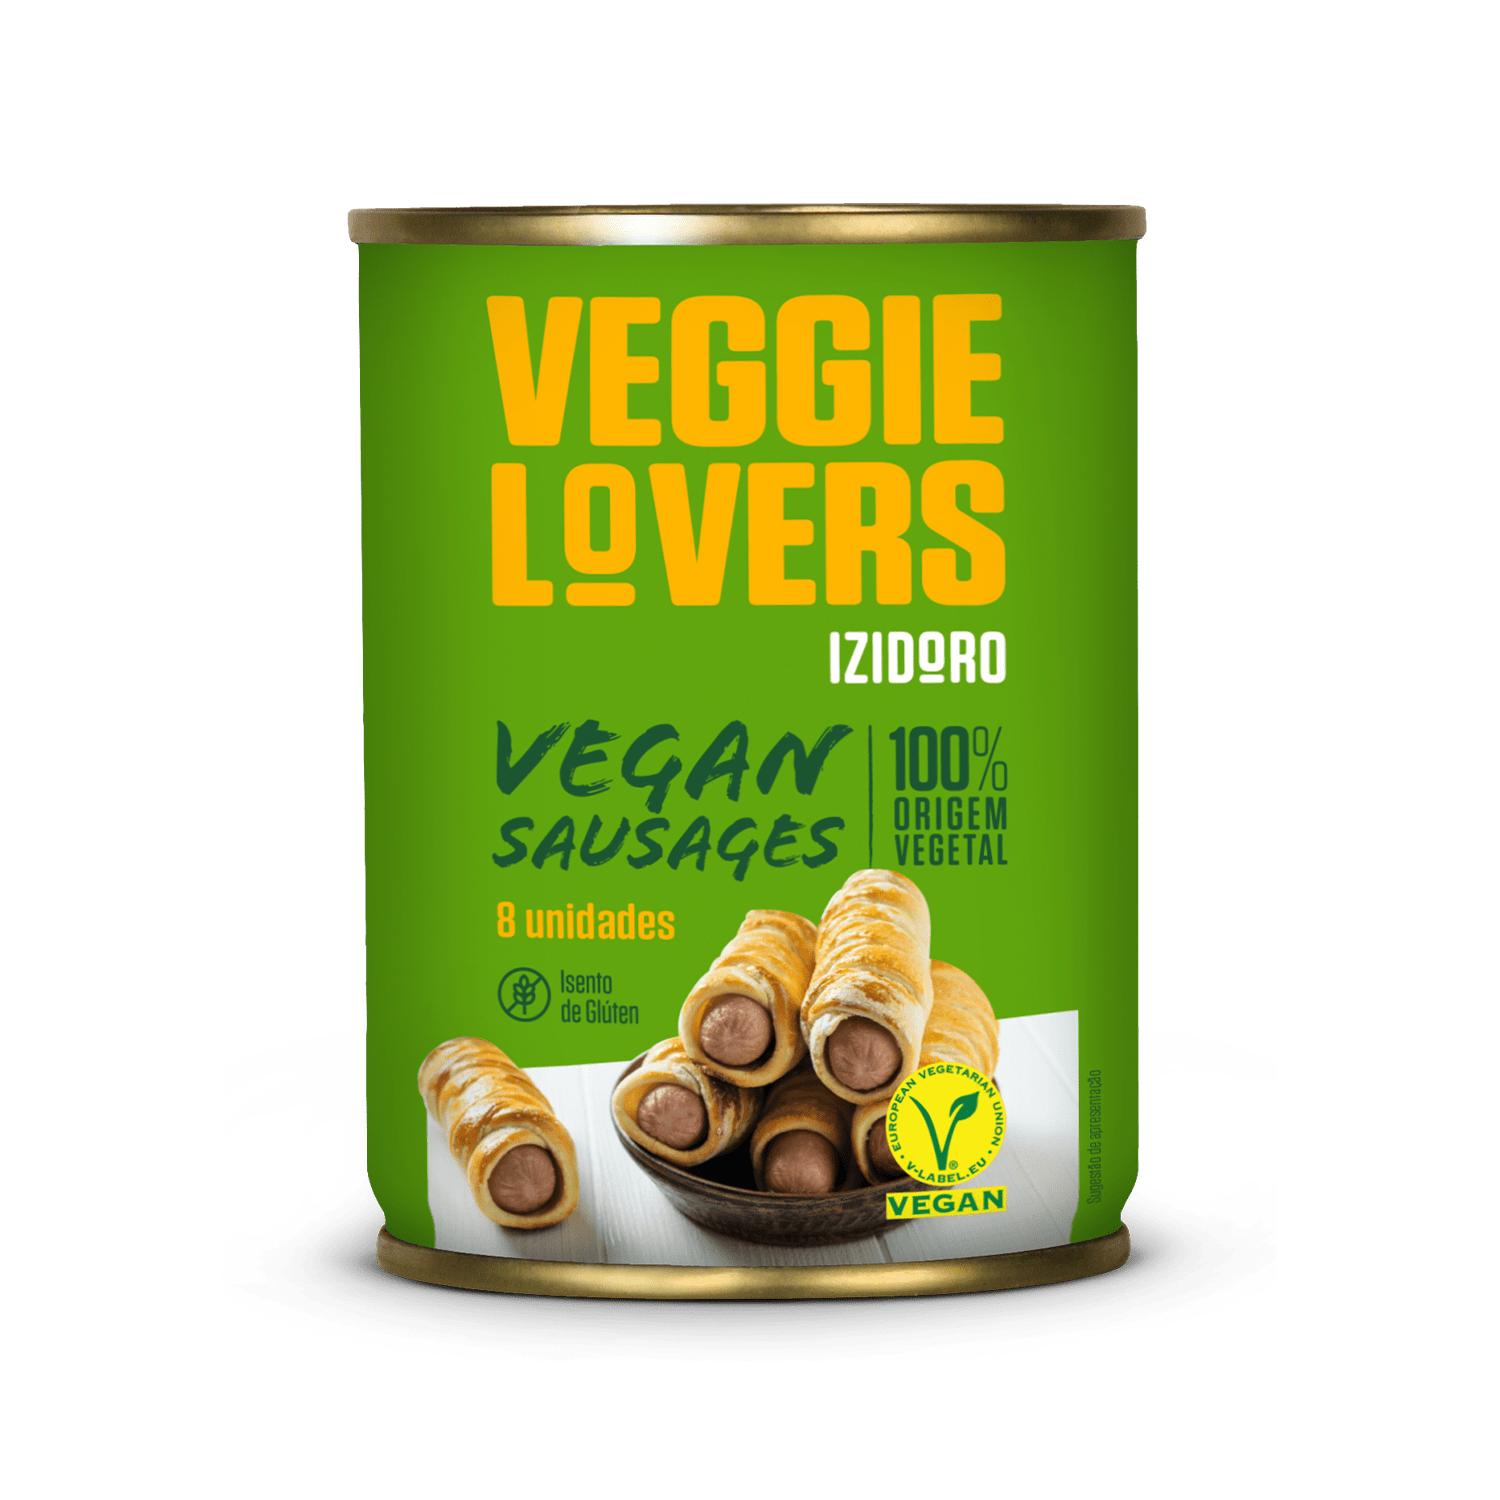 VEGGIE
LOVERS
IZIDORO
VEGAN
SAUSAGES
100%
ORIGEM
VEGETAL
8 unidades
Isento
de Glúten
EUROPEAN VEGETARIAN UNION
V-LABEL.EU
®
VEGAN
Sugestão de apresentação